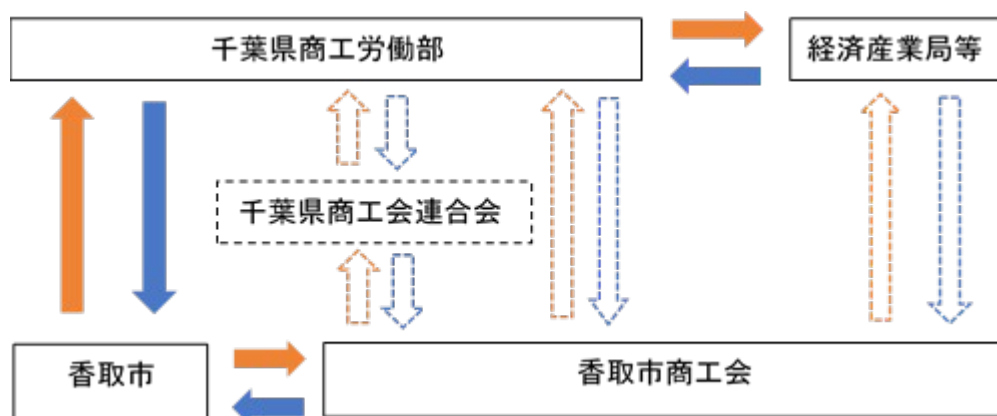 千葉県商工労働部
経済産業局等
千葉県商工会連合会
香取市
香取市商工会